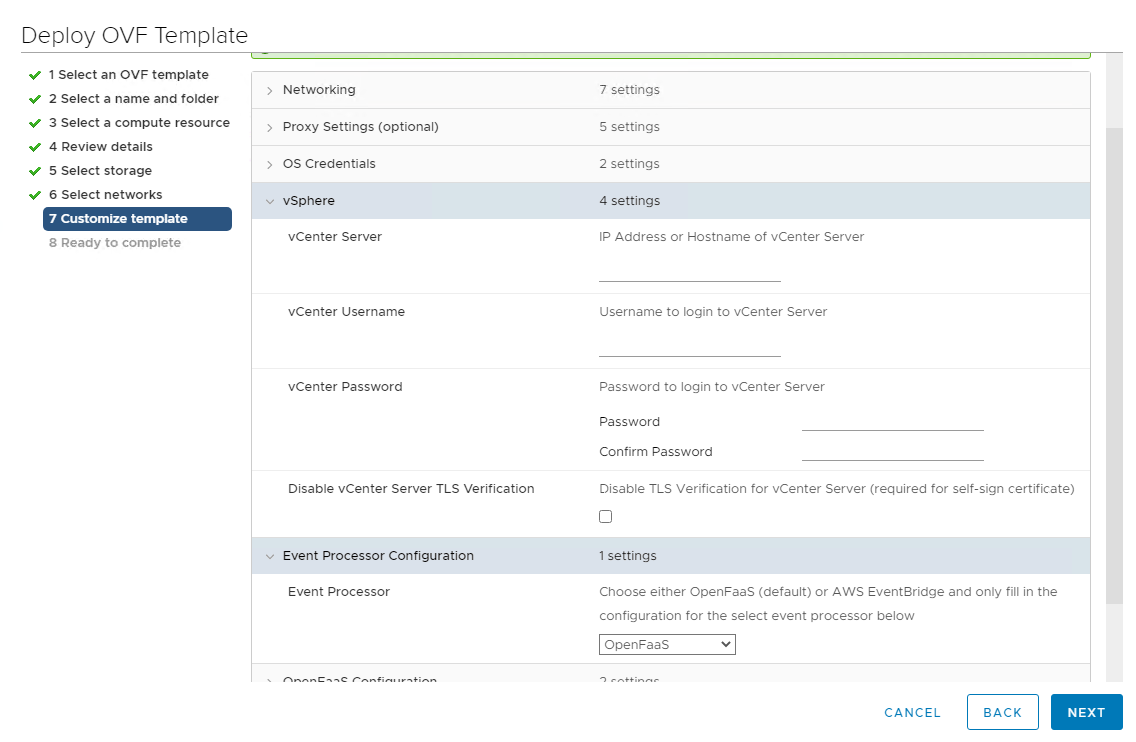 Deploy OVF Template
1 Select an OVF template
2 Select a name and folder
3 Select a compute resource
4 Review details
5 Select storage
6 Select networks
7 Customize template
8 Ready to complete
Networking 7 settings
Proxy Settings (optional) 5 settings
OS Credentials 2 settings
vSphere 4 settings
vCenter Server IP Address or Hostname of vCenter Server
vCenter Username Username to login to vCenter Server
vCenter Password Password to login to vCenter Server
Password
Confirm Password
Disable vCenter Server TLS Verification Disable TLS Verification for vCenter Server (required for self-sign certificate)
Event Processor Configuration 1 settings
Event Processor Choose either OpenFaaS (default) or AWS EventBridge and only fill in the
configuration for the select event processor below
OpenFaaS
OpenFaaS Configuration 2 settings
CANCEL BACK NEXT